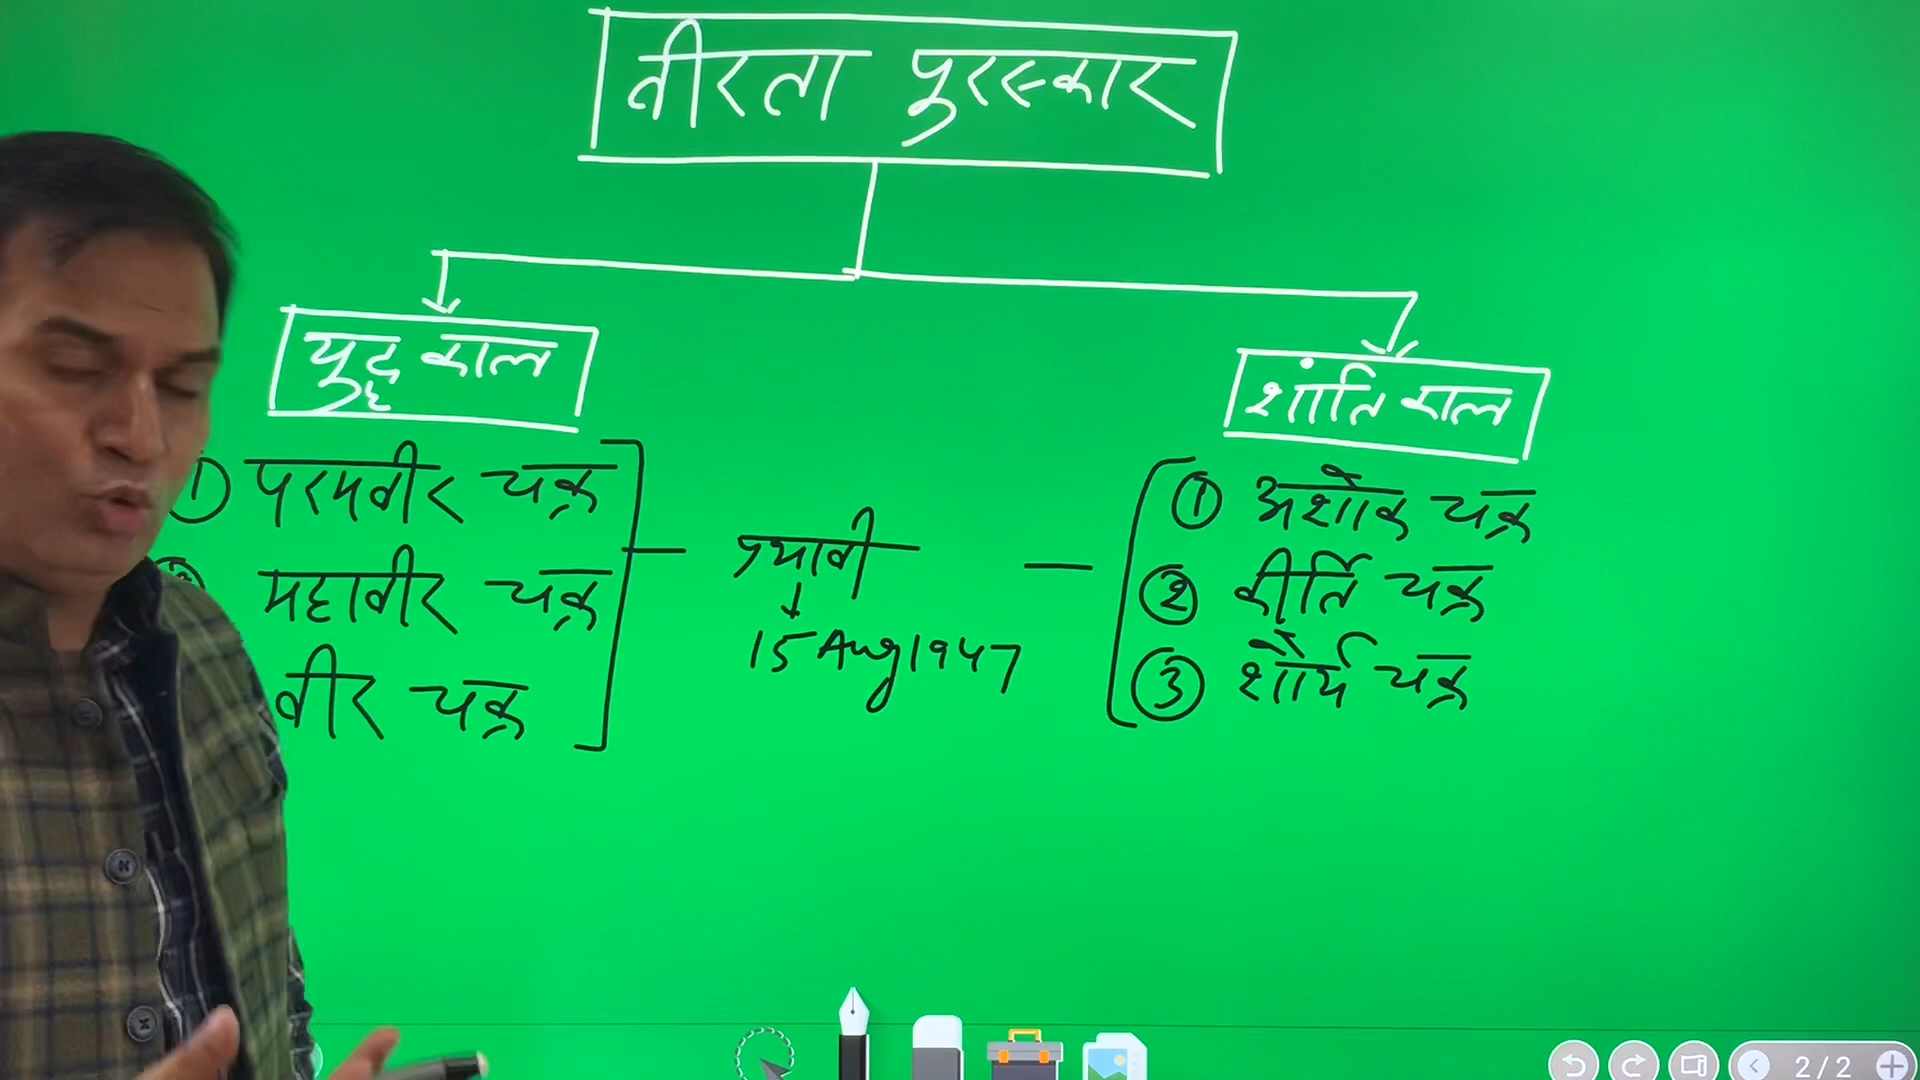 वीरता पुरस्कार
युद्ध काल
शांति काल
① परमवीर चक्र
महावीर चक्र
वीर चक्र
प्रभावी
15 Aug 1947
① अशोक चक्र
② कीर्ति चक्र
③ शौर्य चक्र
2/2